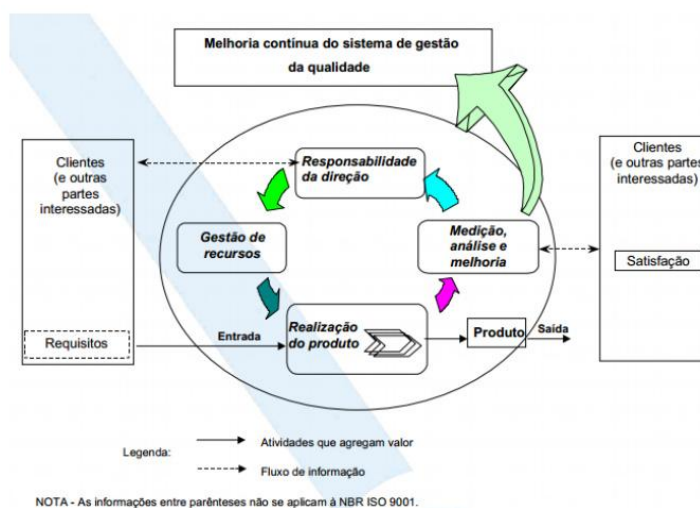 Melhoria contínua do sistema de gestão
da qualidade
Clientes
(e outras
partes
interessadas)
Requisitos
Responsabilidade
da direção
Gestão de
recursos
Medição,
análise e
melhoria
Entrada
Realização
do produto
Produto
Saída
Clientes
(e outras partes
interessadas)
Satisfação
Legenda:
Atividades que agregam valor
Fluxo de informação
NOTA - As informações entre parênteses não se aplicam à NBR ISO 9001.